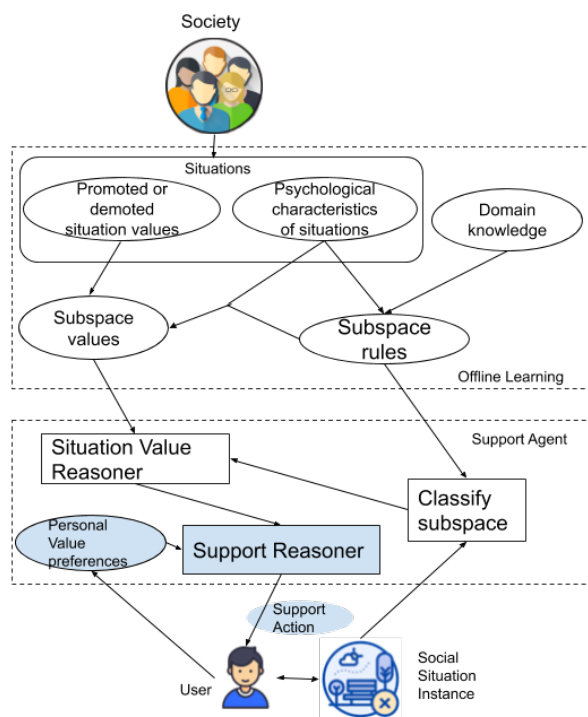 Society
Situations
Promoted or
demoted
situation values
Psychological
characteristics
of situations
Domain
knowledge
Subspace
values
Subspace
rules
Offline Learning
Support Agent
Situation Value
Reasoner
Classify
subspace
Personal
Value
preferences
Support Reasoner
Support
Action
User
Social
Situation
Instance